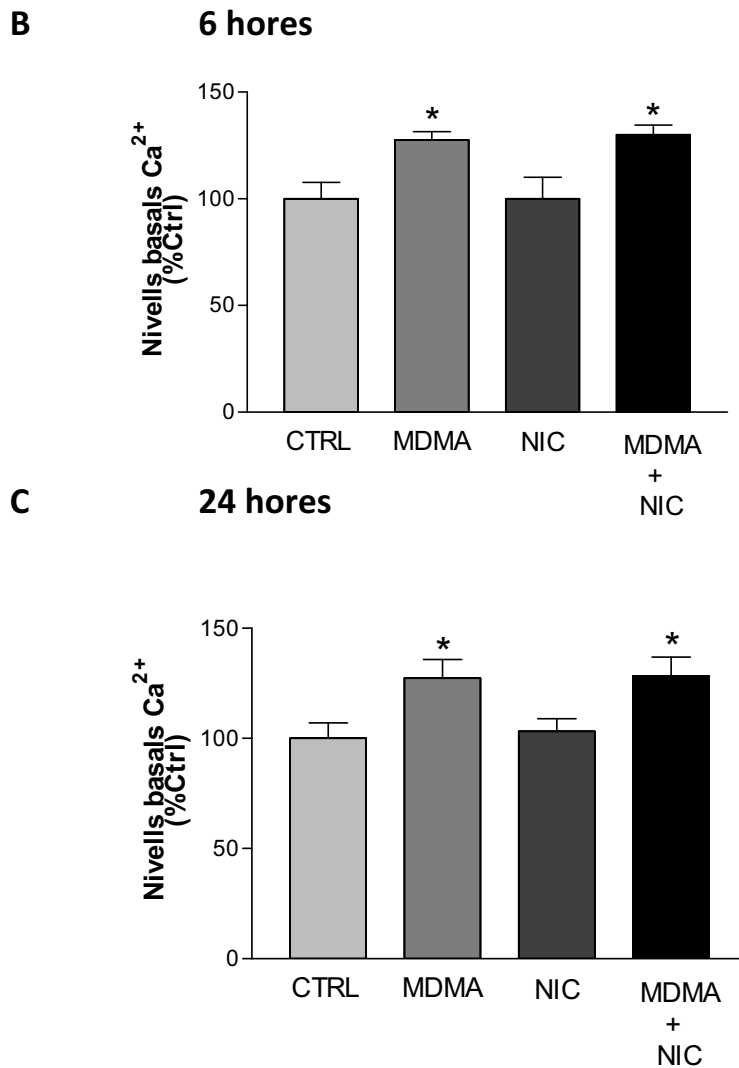 B 6 hores
Nivells basals Ca²⁺
(%Ctrl)
150
100
50
0
* *
CTRL MDMA NIC MDMA
+
NIC
C 24 hores
Nivells basals Ca²⁺
(%Ctrl)
150
100
50
0
* *
CTRL MDMA NIC MDMA
+
NIC